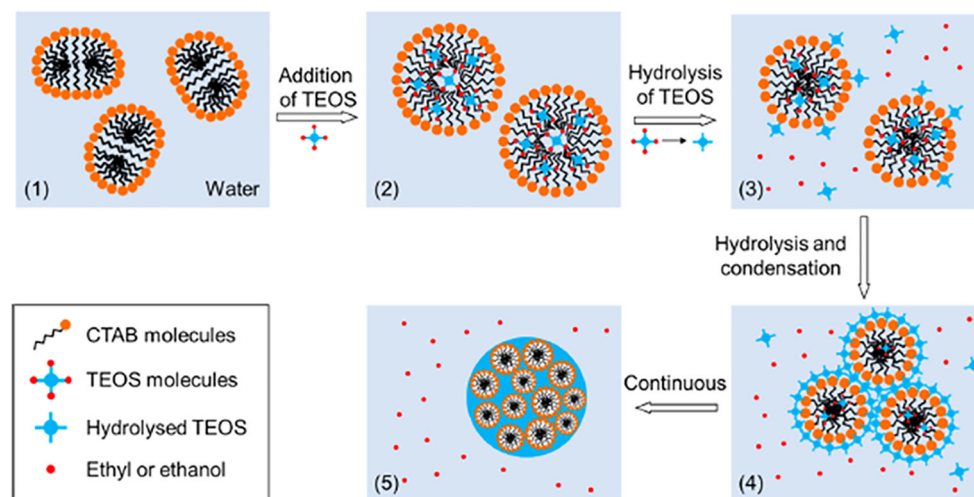 (1)
Water
Addition
of TEOS
(2)
Hydrolysis
of TEOS
(3)
Hydrolysis and
condensation
CTAB molecules
TEOS molecules
Hydrolysed TEOS
Ethyl or ethanol
(5)
Continuous
(4)